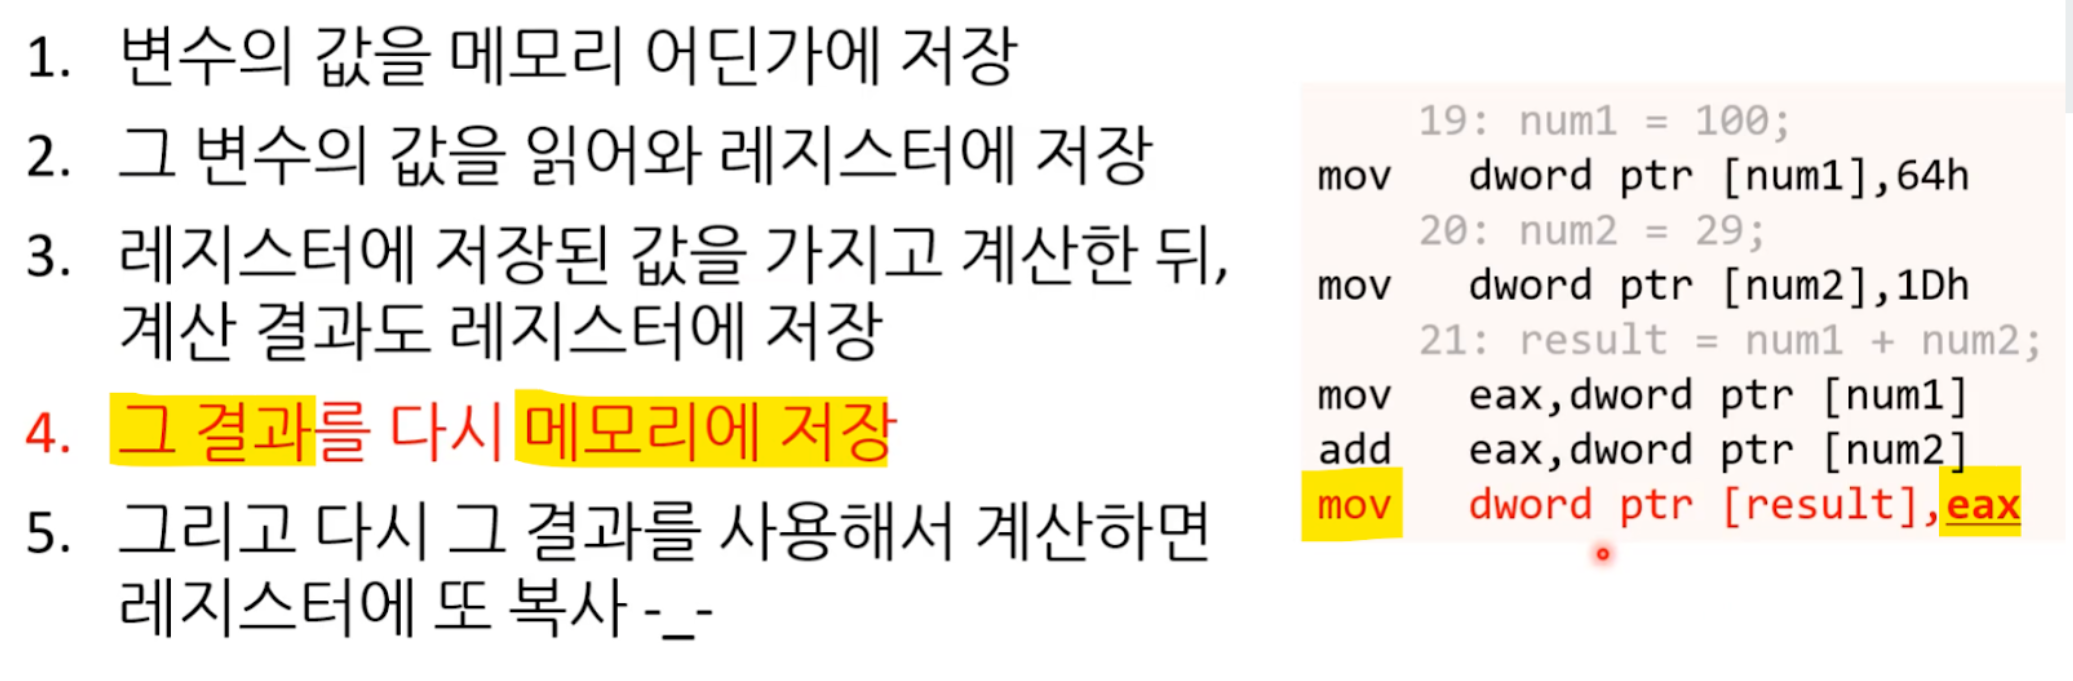 1. 변수의 값을 메모리 어딘가에 저장
2. 그 변수의 값을 읽어와 레지스터에 저장
3. 레지스터에 저장된 값을 가지고 계산한 뒤,
계산 결과도 레지스터에 저장
4. 그 결과를 다시 메모리에 저장
5. 그리고 다시 그 결과를 사용해서 계산하면
레지스터에 또 복사 -_-
19: num1 = 100;
mov dword ptr [num1],64h
20: num2 = 29;
mov dword ptr [num2],1Dh
21: result = num1 + num2;
mov eax,dword ptr [num1]
add eax,dword ptr [num2]
mov dword ptr [result],eax